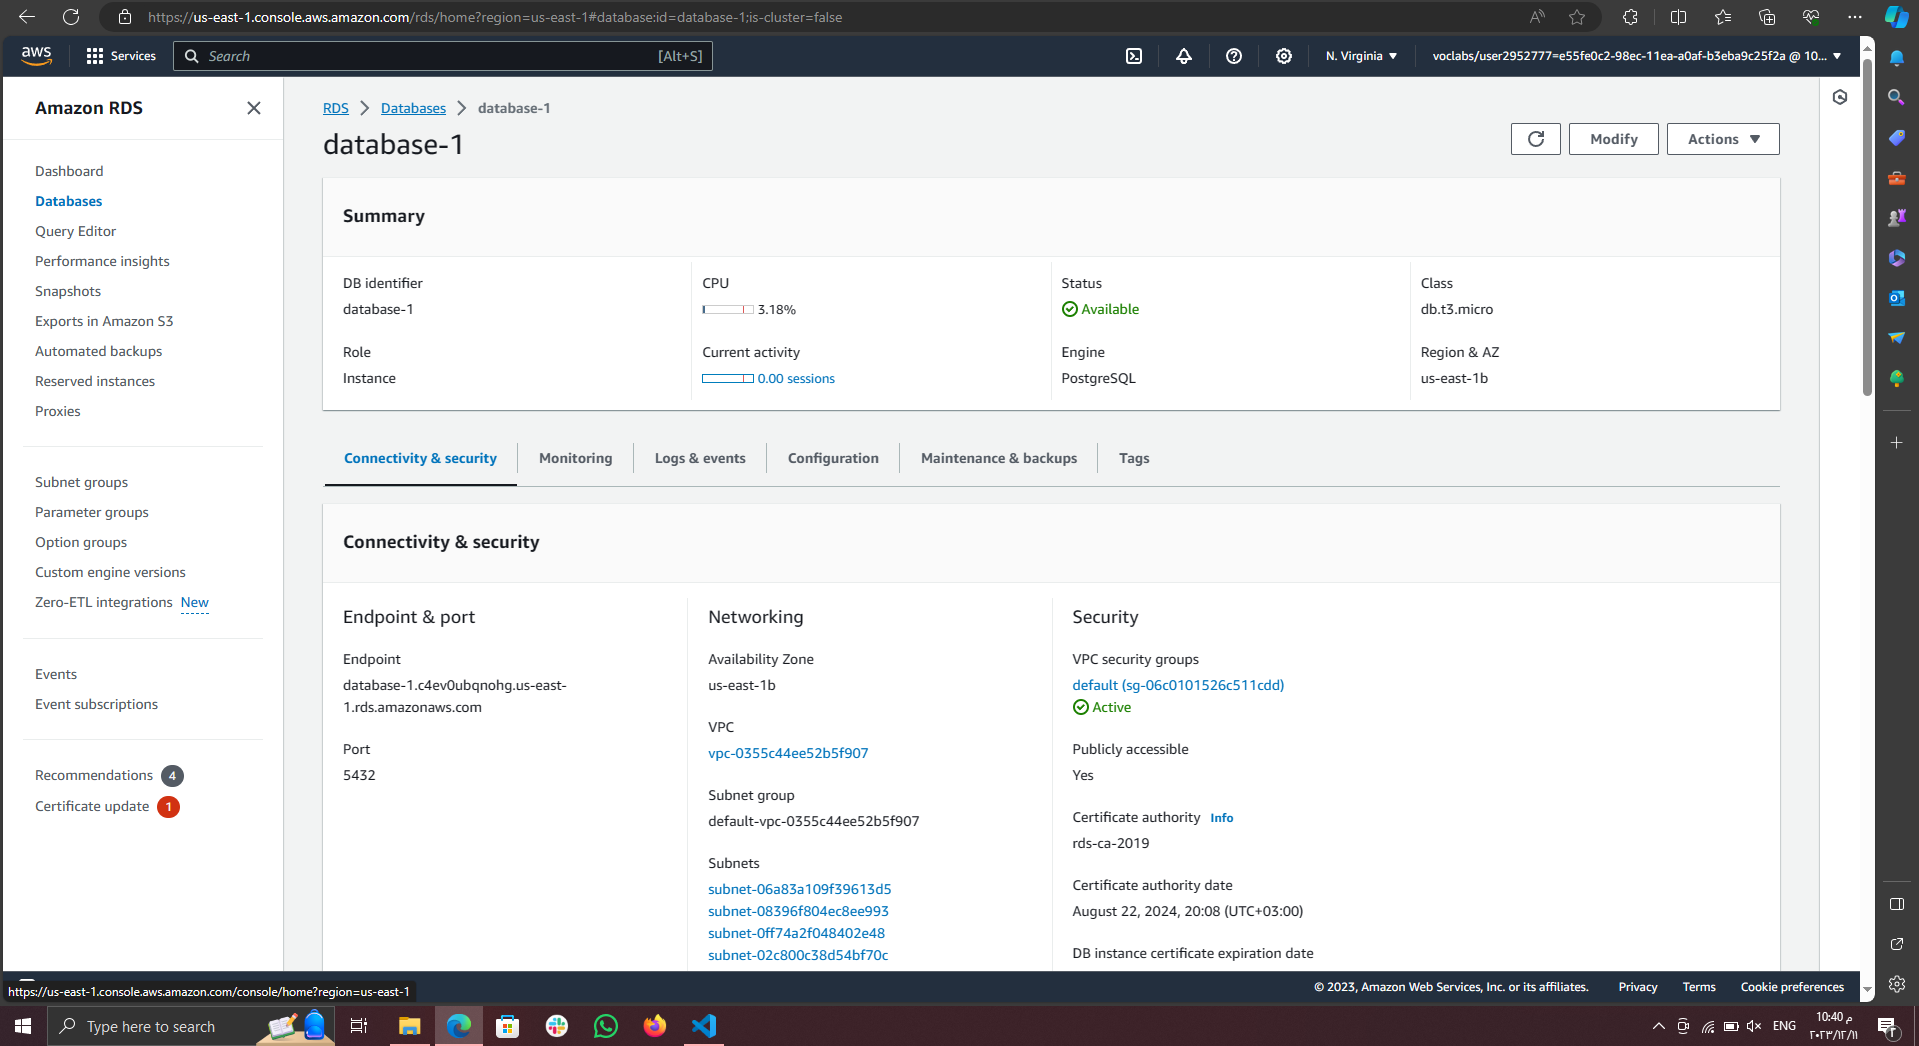 https://us-east-1.console.aws.amazon.com/rds/home?region=us-east-1#database:id=database-1;is-cluster=false
aws
Services
Search
[Alt+S]
N. Virginia
voclabs/user2952777=e55fe0c2-98ec-11ea-a0af-b3eba9c25f2a @ 10...
Amazon RDS
Dashboard
Databases
Query Editor
Performance insights
Snapshots
Exports in Amazon S3
Automated backups
Reserved instances
Proxies
Subnet groups
Parameter groups
Option groups
Custom engine versions
Zero-ETL integrations New
Events
Event subscriptions
Recommendations 4
Certificate update 1
RDS > Databases > database-1
database-1
Modify
Actions
Summary
DB identifier
database-1
CPU
3.18%
Status
Available
Class
db.t3.micro
Role
Instance
Current activity
0.00 sessions
Engine
PostgreSQL
Region & AZ
us-east-1b
Connectivity & security
Monitoring
Logs & events
Configuration
Maintenance & backups
Tags
Connectivity & security
Endpoint & port
Endpoint
database-1.c4ev0ubqnohg.us-east-
1.rds.amazonaws.com
Port
5432
Networking
Availability Zone
us-east-1b
VPC
vpc-0355c44ee52b5f907
Subnet group
default-vpc-0355c44ee52b5f907
Subnets
subnet-06a83a109f39613d5
subnet-08396f804ec8ee993
subnet-0ff74a2f048402e48
subnet-02c800c38d54bf70c
Security
VPC security groups
default (sg-06c0101526c511cdd)
Active
Publicly accessible
Yes
Certificate authority Info
rds-ca-2019
Certificate authority date
August 22, 2024, 20:08 (UTC+03:00)
DB instance certificate expiration date
https://us-east-1.console.aws.amazon.com/console/home?region=us-east-1
© 2023, Amazon Web Services, Inc. or its affiliates.
Privacy
Terms
Cookie preferences
Type here to search
ENG
10:40 م
٢٠٢٣/١٢/١١